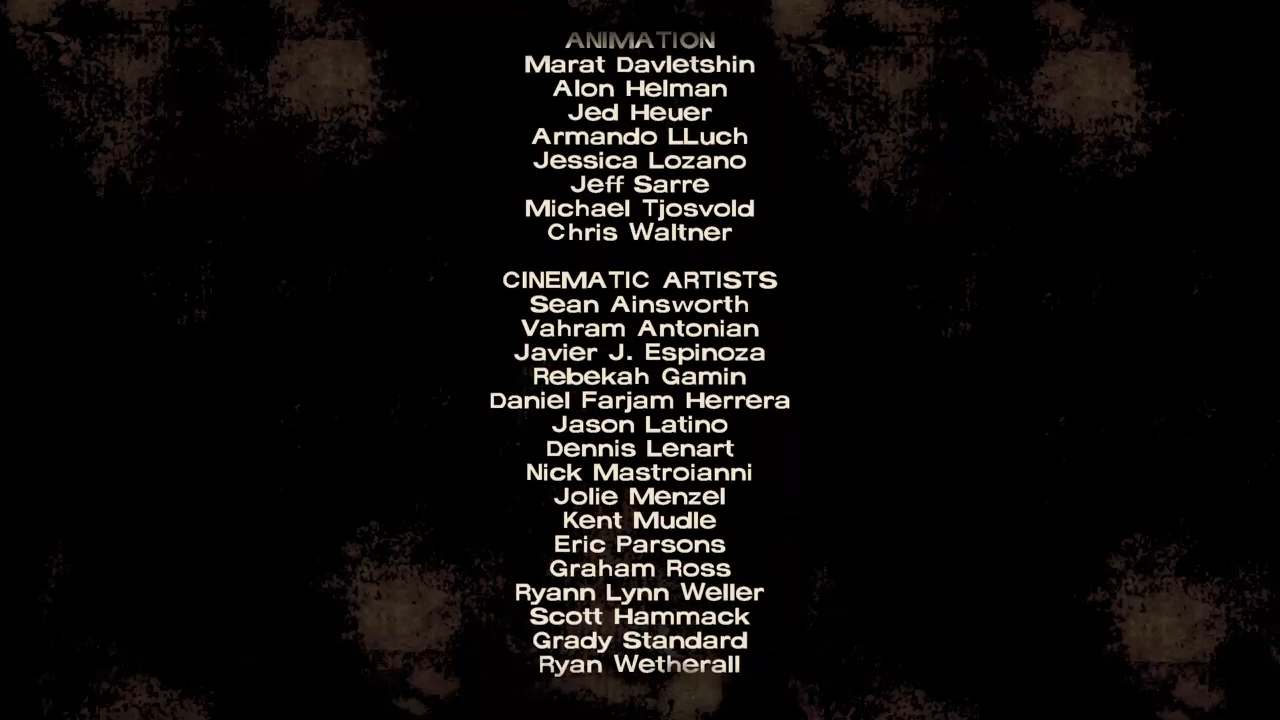 ANIMATION
Marat Davletshin
Alon Helman
Jed Heuer
Armando LLuch
Jessica Lozano
Jeff Sarre
Michael Tjosvold
Chris Waltner
CINEMATIC ARTISTS
Sean Ainsworth
Vahram Antonian
Javier J. Espinoza
Rebekah Gamin
Daniel Farjam Herrera
Jason Latino
Dennis Lenart
Nick Mastroianni
Jolie Menzel
Kent Mudle
Eric Parsons
Graham Ross
Ryann Lynn Weller
Scott Hammack
Grady Standard
Ryan Wetherall